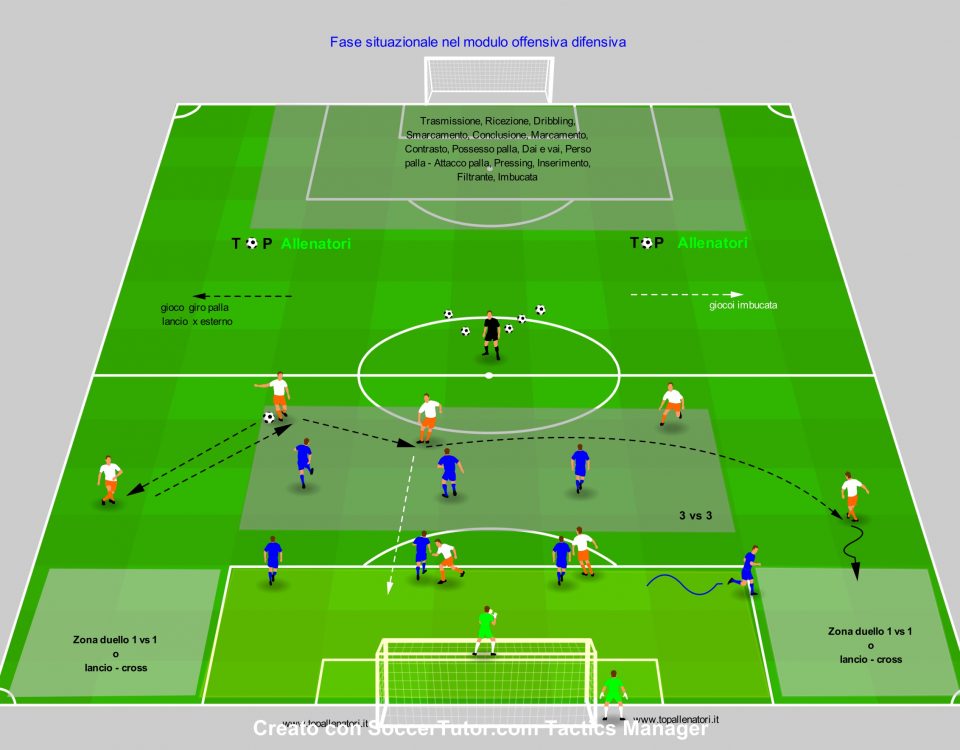 Fase situazionale nel modulo offensiva difensiva
Trasmissione, Ricezione, Dribbling,
Smarcamento, Conclusione, Marcamento,
Contrasto, Possesso palla, Dai e vai, Perso
palla - Attacco palla, Pressing, Inserimento,
Filtrante, Imbucata
T P Allenatori
T P Allenatori
gioco giro palla
lancio x esterno
giocoi imbucata
3 vs 3
Zona duello 1 vs 1
o
lancio - cross
Zona duello 1 vs 1
o
lancio - cross
www.topallenatori.it
www.topallenatori.it
Creato con SoccerTutor.com Tactics Manager